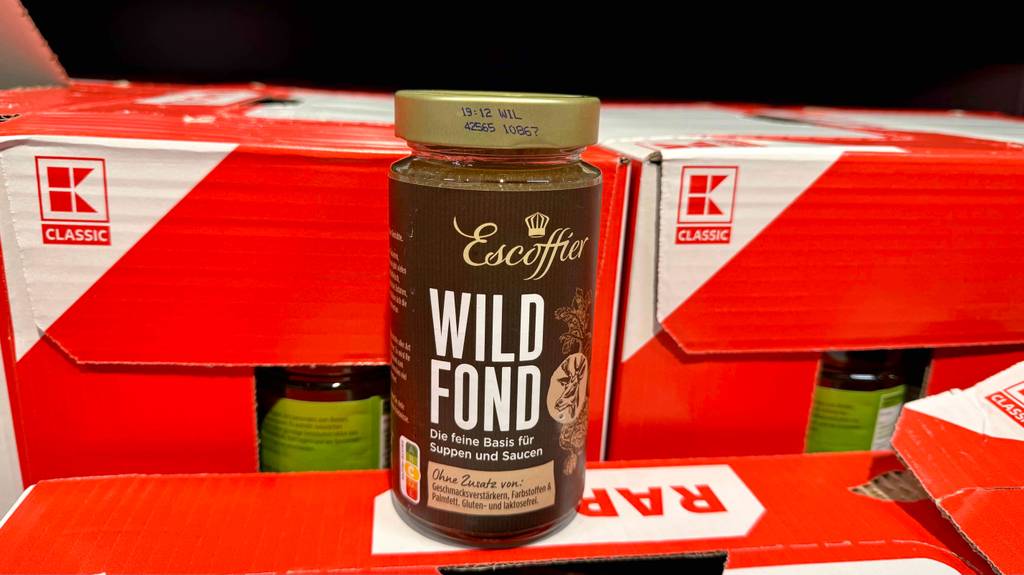 19:12 WIL
42565 10867
K
CLASSIC
K
CLASSIC
Escoffier
WILD
FOND
Die feine Basis für
Suppen und Saucen
Ohne Zusatz von:
Geschmacksverstärkern, Farbstoffen &
Palmfett. Gluten- und laktosefrei.
RAP